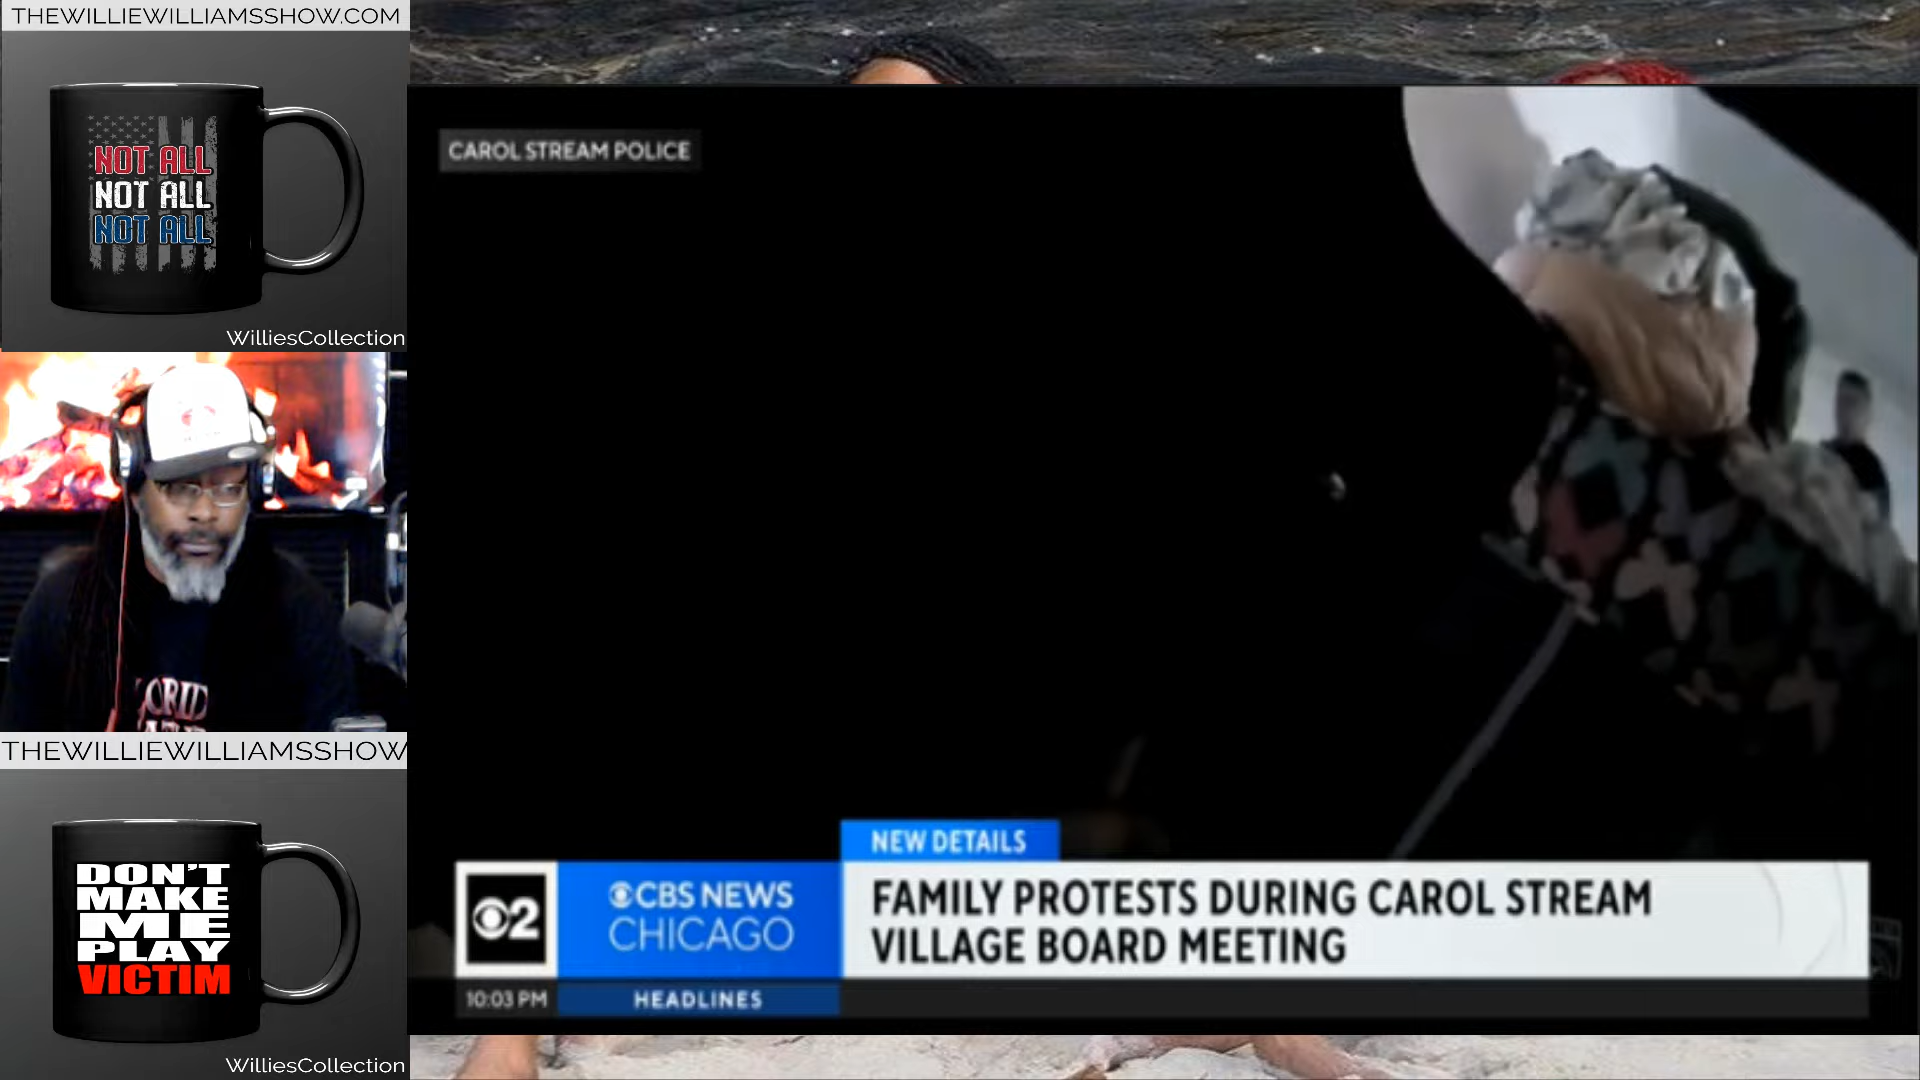 THEWILLIEWILLIAMSSHOW.COM
NOT ALL
NOT ALL
NOT ALL
WilliesCollection
THEWILLIEWILLIAMSSHOW
DON'T
MAKE
ME
PLAY
VICTIM
WilliesCollection
CAROL STREAM POLICE
NEW DETAILS
2
CBS NEWS
CHICAGO
FAMILY PROTESTS DURING CAROL STREAM
VILLAGE BOARD MEETING
10:03 PM
HEADLINES